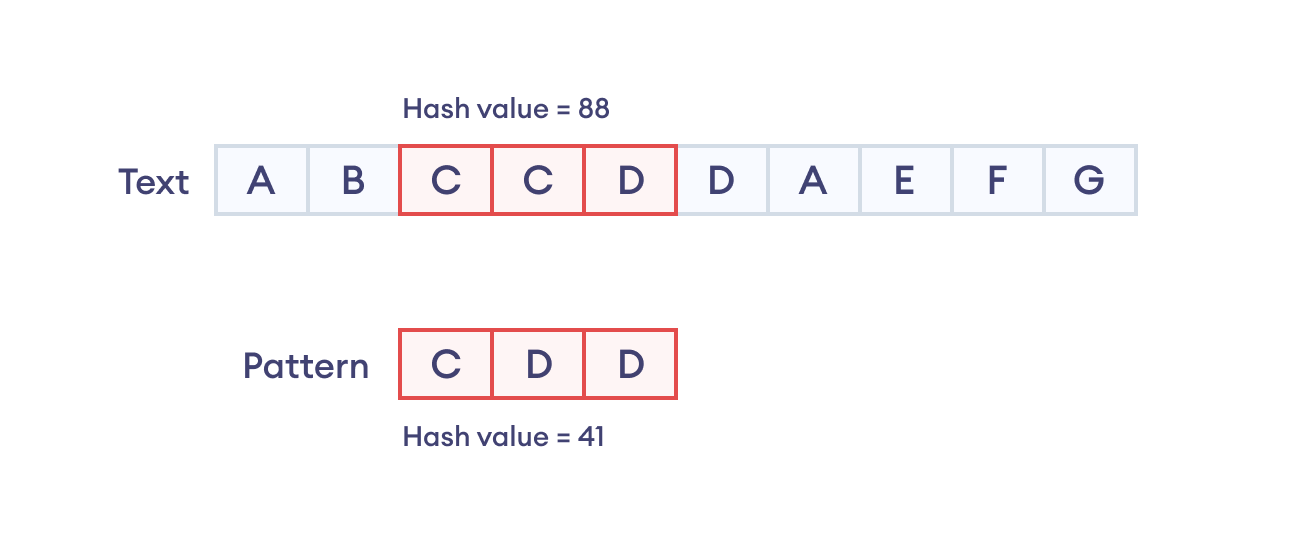 Hash value = 88
Text A B C C D D A E F G
Pattern C D D
Hash value = 41